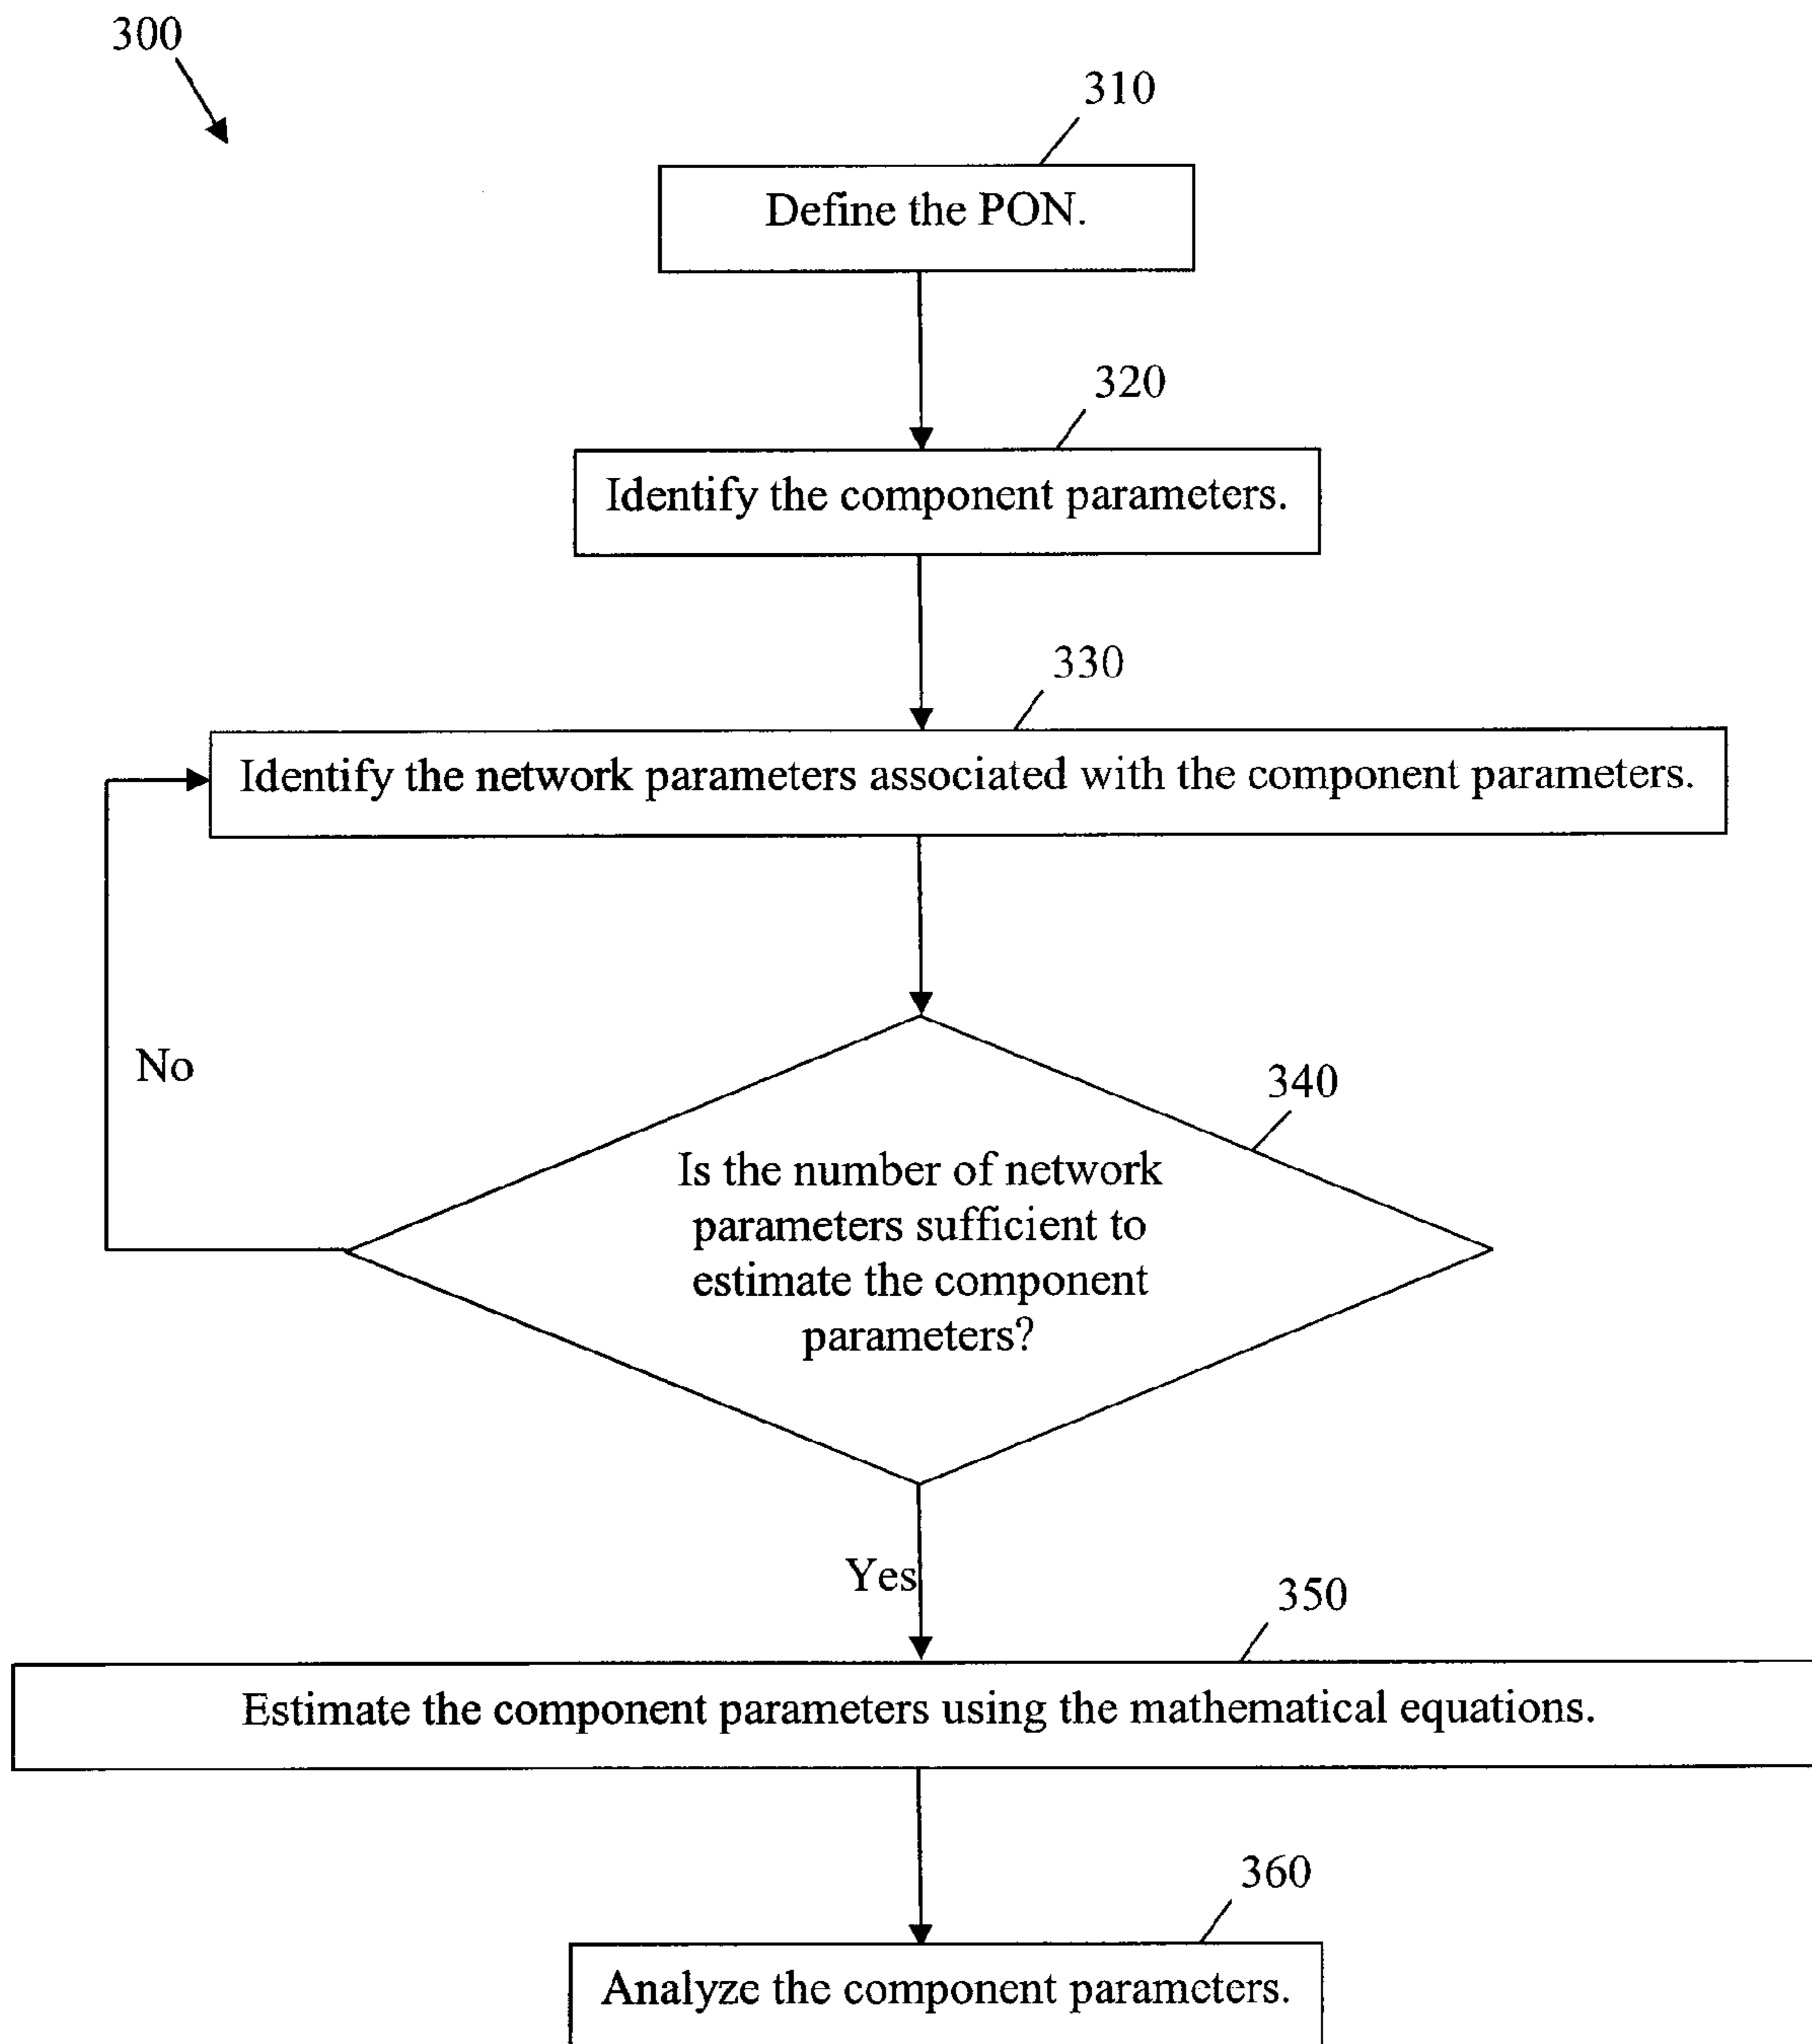 300
310
Define the PON.
320
Identify the component parameters.
330
Identify the network parameters associated with the component parameters.
No
340
Is the number of network
parameters sufficient to
estimate the component
parameters?
Yes
350
Estimate the component parameters using the mathematical equations.
360
Analyze the component parameters.